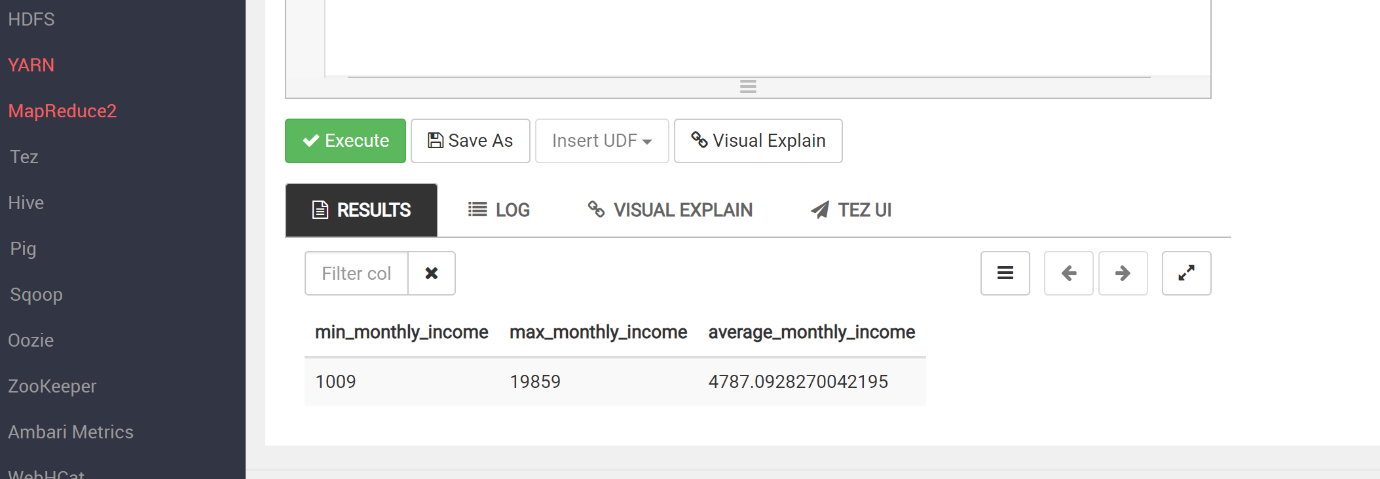 HDFS
YARN
MapReduce2
Tez
Hive
Pig
Sqoop
Oozie
ZooKeeper
Ambari Metrics
WebHCat
Execute
Save As
Insert UDF
Visual Explain
RESULTS
LOG
VISUAL EXPLAIN
TEZ UI
Filter col
min_monthly_income max_monthly_income average_monthly_income
1009 19859 4787.0928270042195